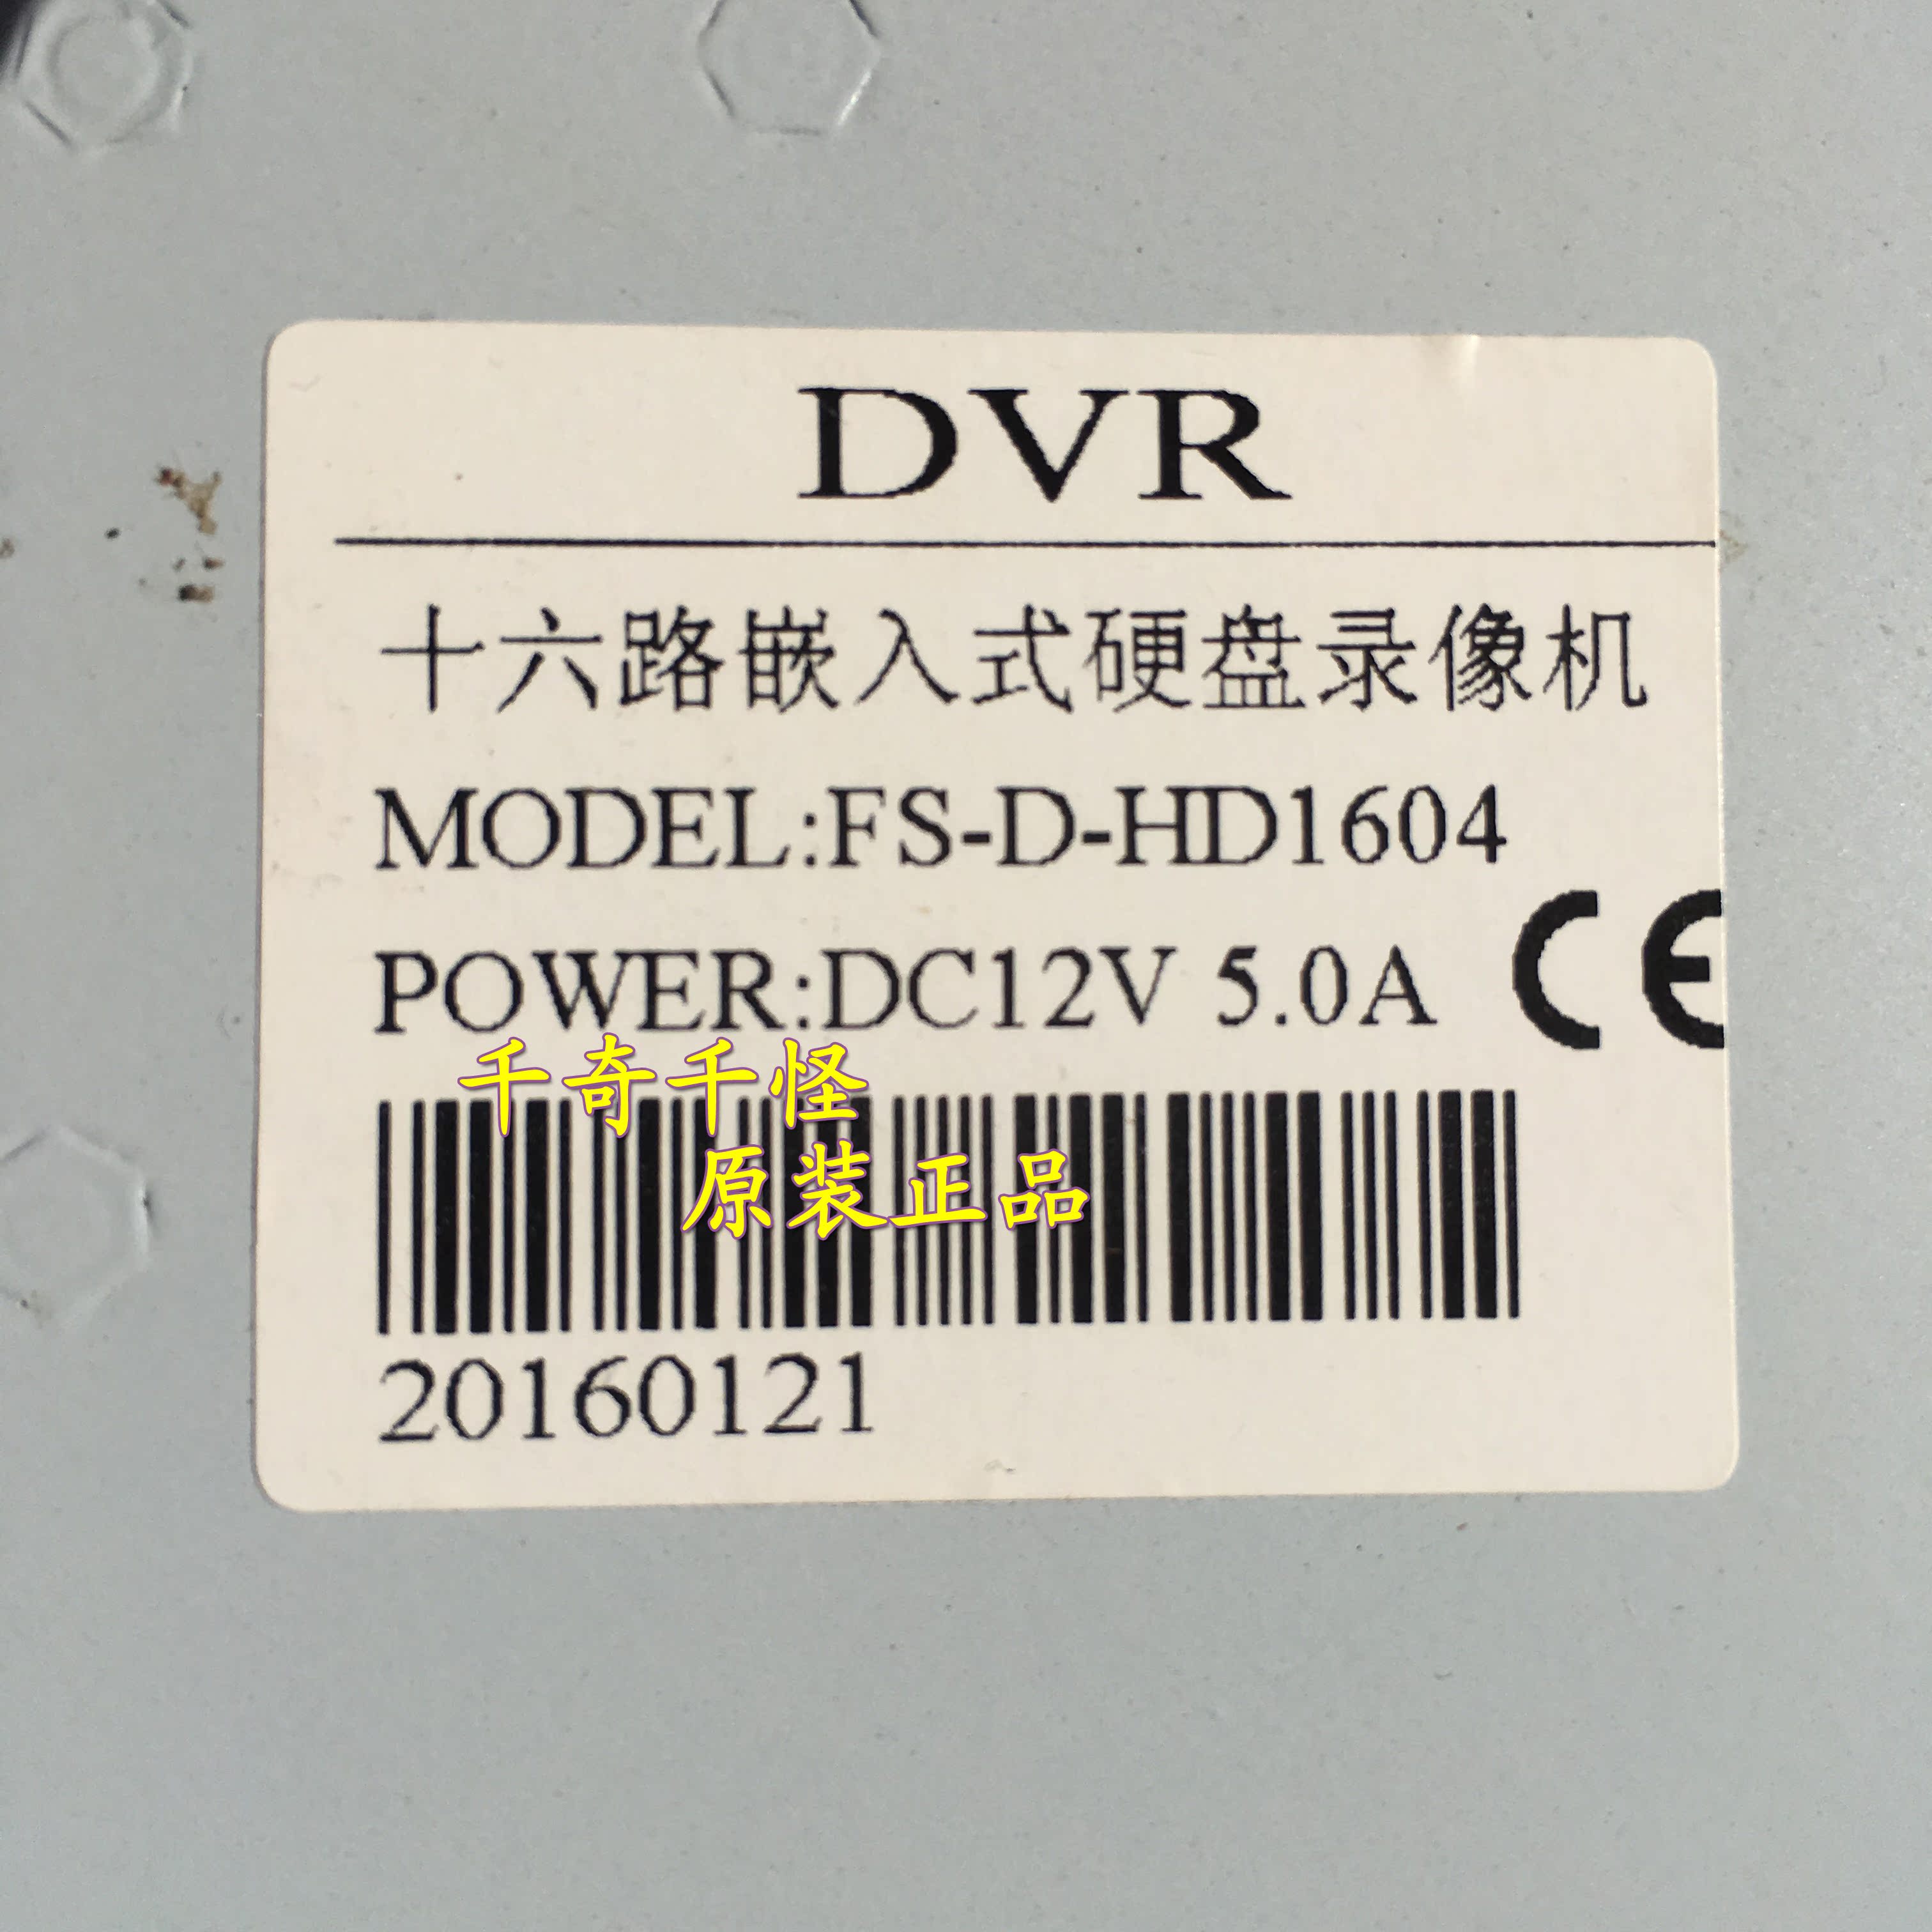 DVR
十六路嵌入式硬盘录像机
MODEL:FS-D-HD1604
POWER:DC12V 5.0A
CE
千奇千怪
原装正品
20160121